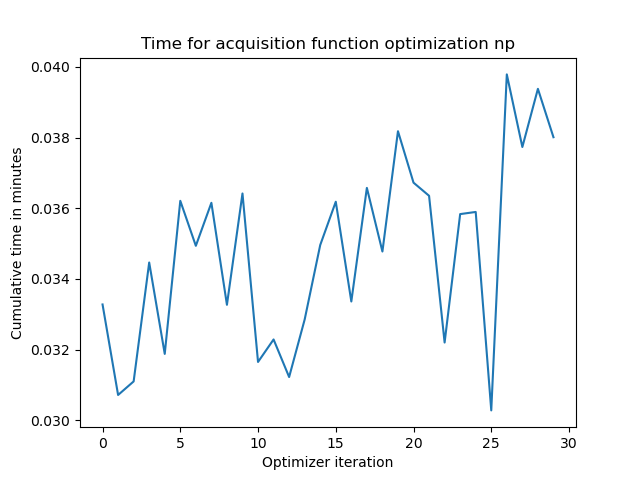 Time for acquisition function optimization np
0.040
0.038
0.036
0.034
0.032
0.030
Cumulative time in minutes
0 5 10 15 20 25 30
Optimizer iteration